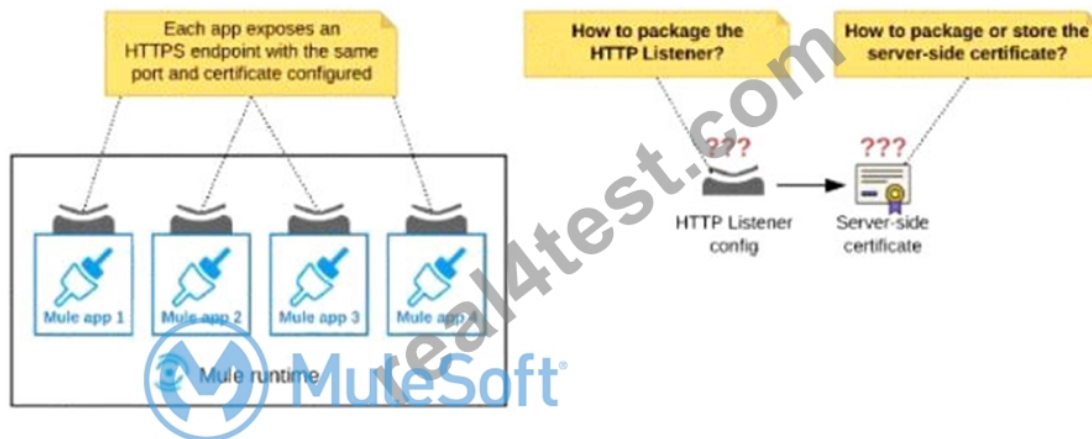 Each app exposes an
HTTPS endpoint with the same
port and certificate configured
How to package the
HTTP Listener?
How to package or store the
server-side certificate?
???
???
HTTP Listener
config
Server-side
certificate
Mule app 1
Mule app 2
Mule app 3
Mule app 4
Mule runtime
MuleSoft®
real4test.com